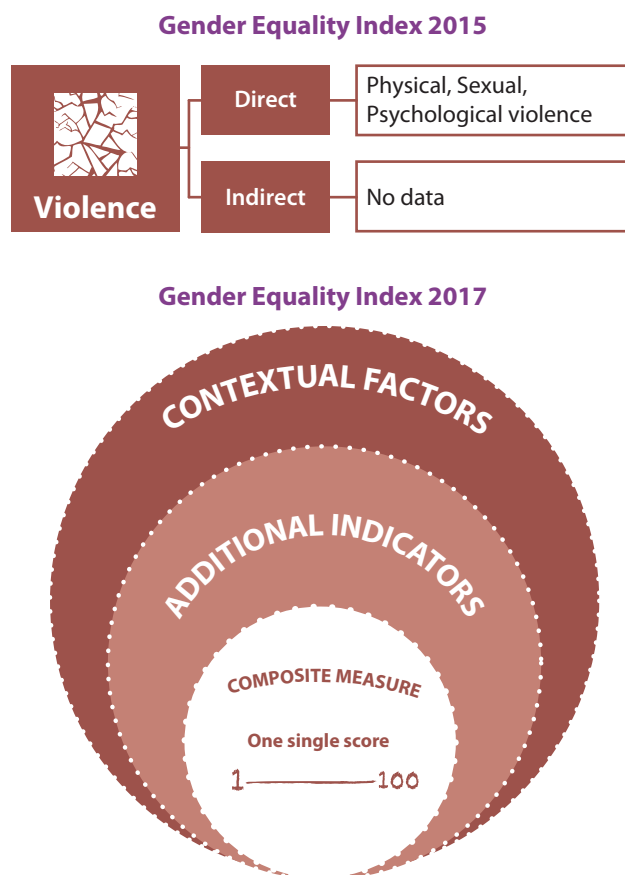 Gender Equality Index 2015
Violence
Direct
Physical, Sexual,
Psychological violence
Indirect
No data
Gender Equality Index 2017
CONTEXTUAL FACTORS
ADDITIONAL INDICATORS
COMPOSITE MEASURE
One single score
1 100